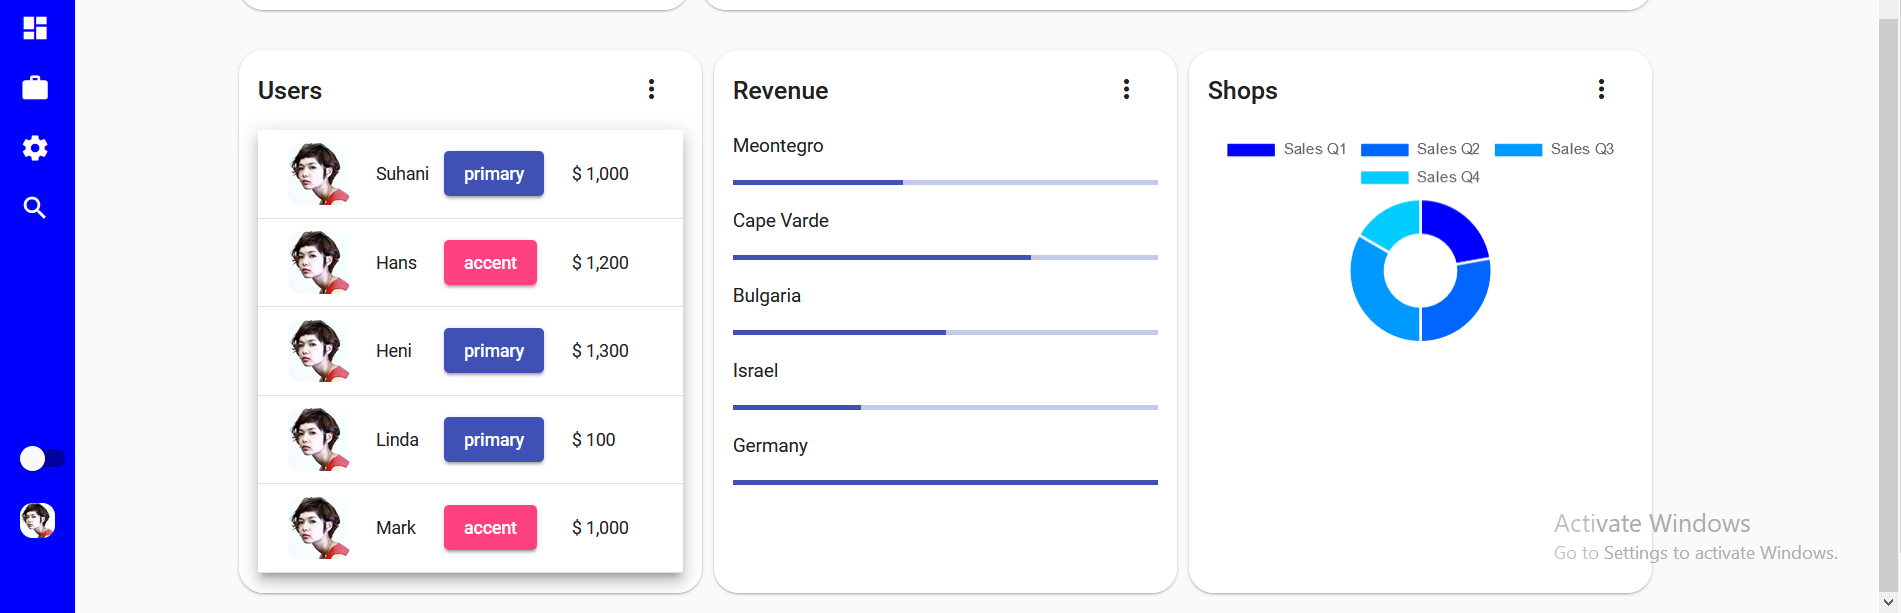 Users
Suhani primary $ 1,000
Hans accent $ 1,200
Heni primary $ 1,300
Linda primary $ 100
Mark accent $ 1,000
Revenue
Meontegro
Cape Varde
Bulgaria
Israel
Germany
Shops
Sales Q1 Sales Q2 Sales Q3
Sales Q4
Activate Windows
Go to Settings to activate Windows.